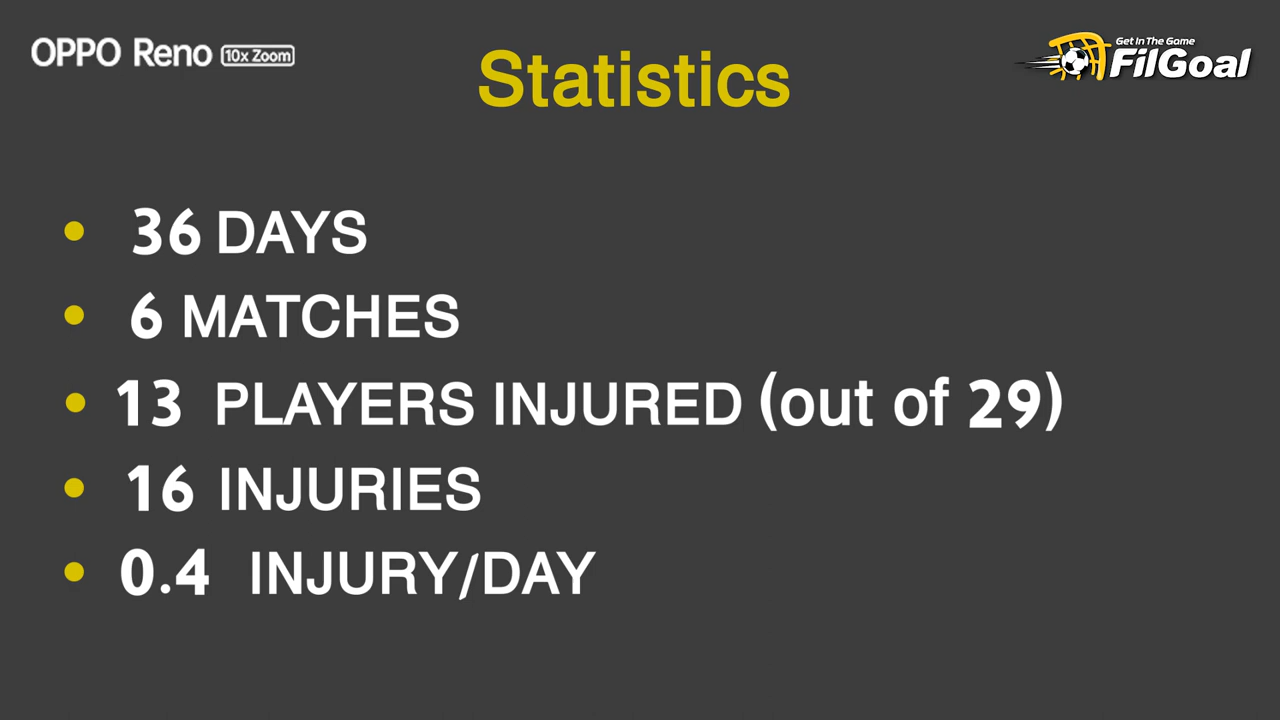 OPPO Reno 10x Zoom
Get In The Game
FilGoal
Statistics
• 36 DAYS
• 6 MATCHES
• 13 PLAYERS INJURED (out of 29)
• 16 INJURIES
• 0.4 INJURY/DAY